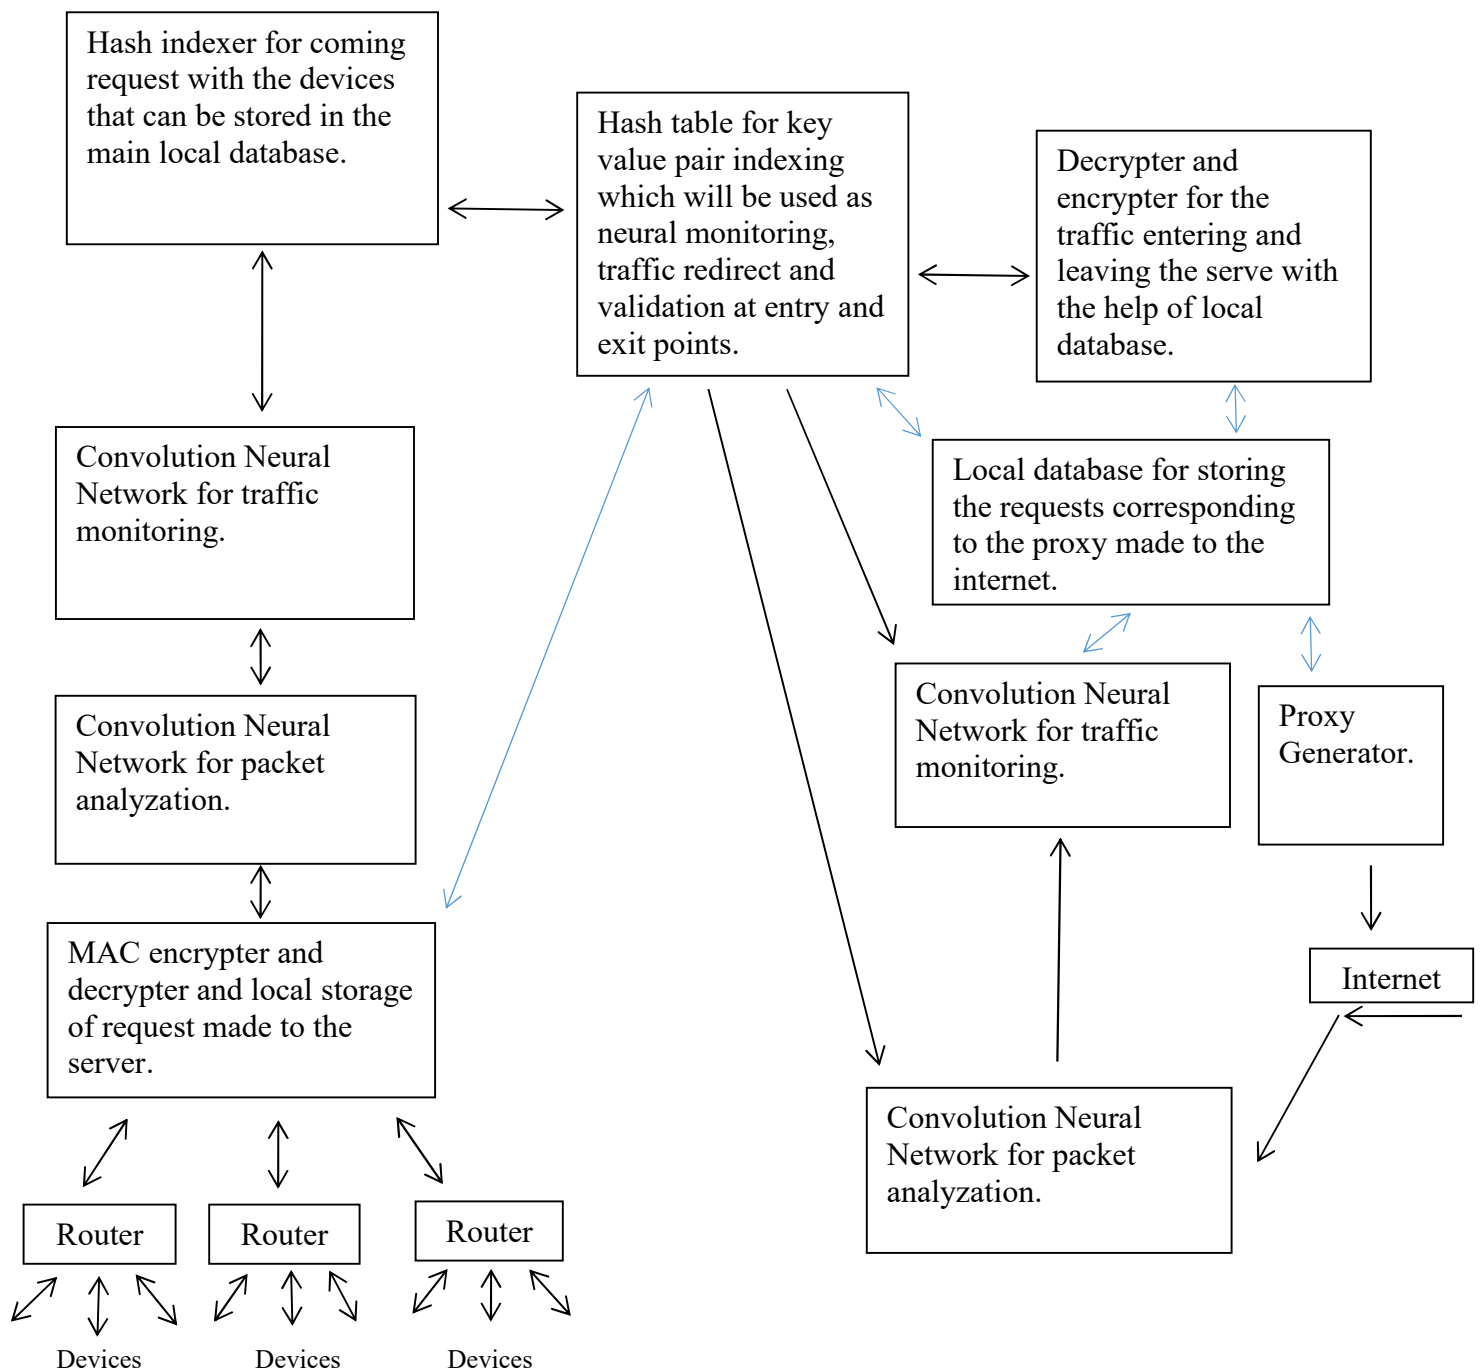 Hash indexer for coming
request with the devices
that can be stored in the
main local database.
Hash table for key
value pair indexing
which will be used as
neural monitoring,
traffic redirect and
validation at entry and
exit points.
Decrypter and
encrypter for the
traffic entering and
leaving the serve with
the help of local
database.
Convolution Neural
Network for traffic
monitoring.
Local database for storing
the requests corresponding
to the proxy made to the
internet.
Convolution Neural
Network for packet
analyzation.
Convolution Neural
Network for traffic
monitoring.
Proxy
Generator.
MAC encrypter and
decrypter and local storage
of request made to the
server.
Internet
Convolution Neural
Network for packet
analyzation.
Router
Router
Router
Devices
Devices
Devices